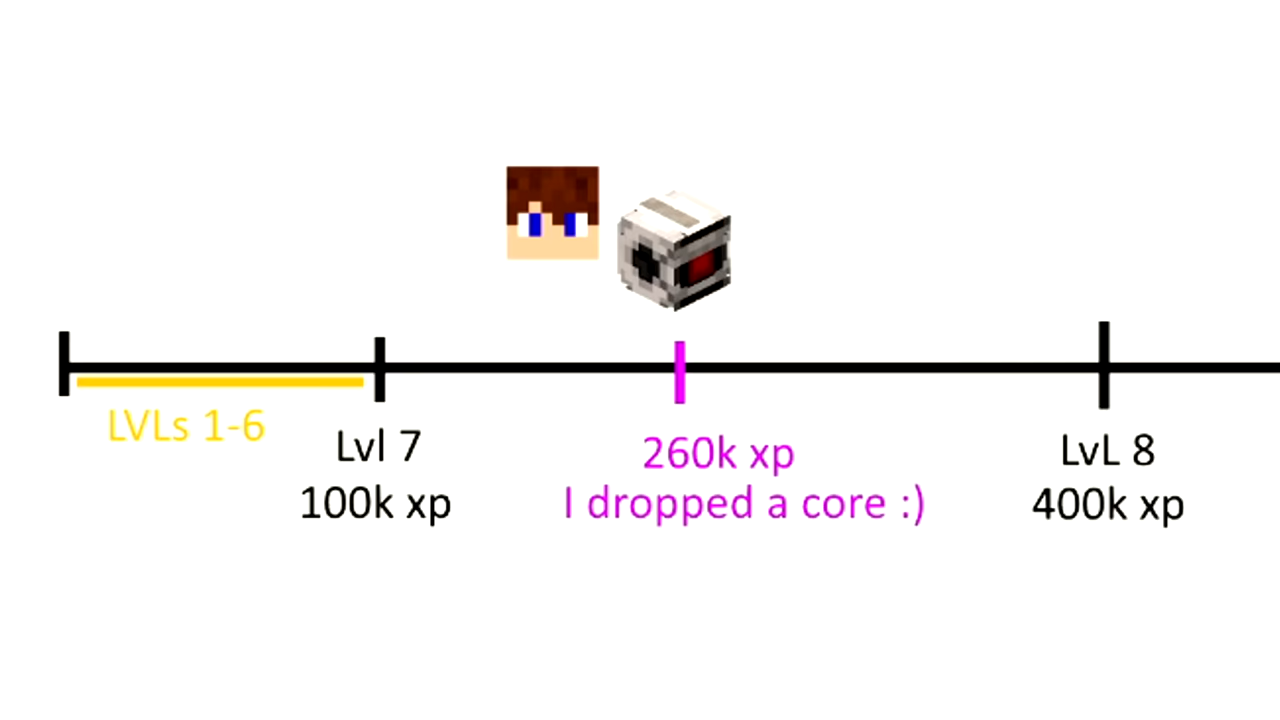 LVLs 1-6
Lvl 7
100k xp
260k xp
I dropped a core :)
LvL 8
400k xp